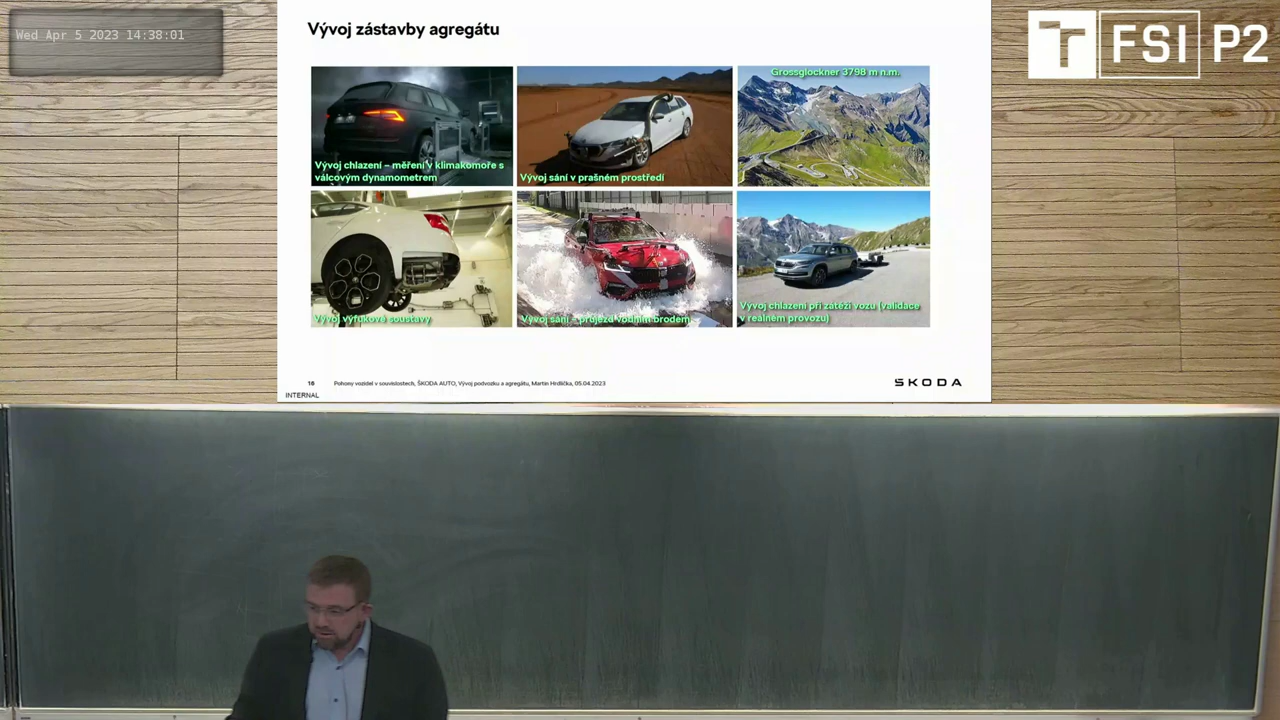 Wed Apr 5 2023 14:38:01
FSI P2
Vývoj zástavby agregátu
Vývoj chlazení – měření v klimakomoře s
válcovým dynamometrem
Vývoj sání v prašném prostředí
Grossglockner 3798 m n.m.
Vývoj výfukové soustavy
Vývoj sání - průjezd vodním brodem
Vývoj chlazení při zátěži vozu (validace
v reálném provozu)
18
Pohony vozidel v souvislostech, ŠKODA AUTO, Vývoj podvozku a agregátu, Martin Hrdlička, 05.04.2023
ŠKODA
INTERNAL